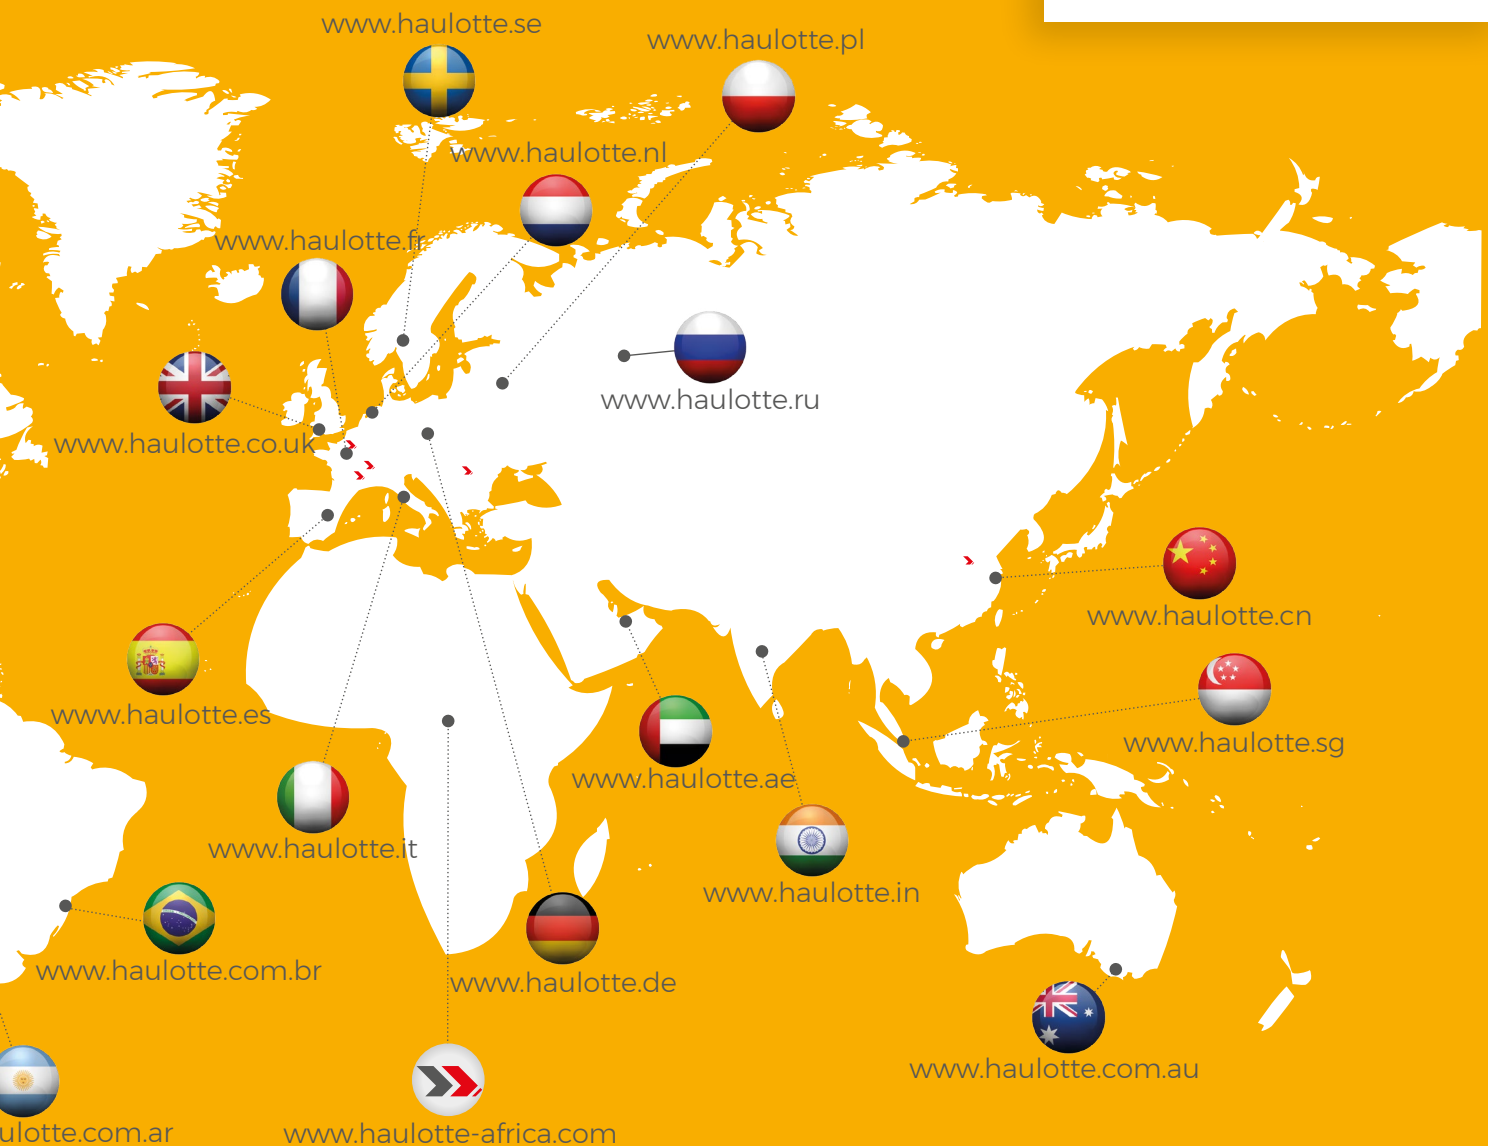 www.haulotte.se
www.haulotte.pl
www.haulotte.nl
www.haulotte.fr
www.haulotte.ru
www.haulotte.co.uk
www.haulotte.cn
www.haulotte.es
www.haulotte.sg
www.haulotte.ae
www.haulotte.it
www.haulotte.in
www.haulotte.com.br
www.haulotte.de
www.haulotte.com.au
ulotte.com.ar
www.haulotte-africa.com